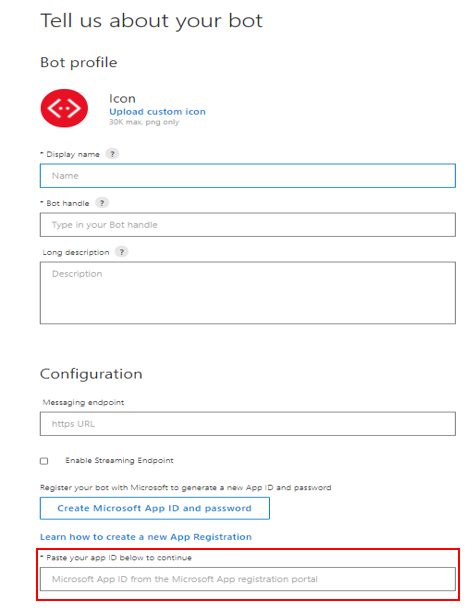 Tell us about your bot
Bot profile
Icon
Upload custom icon
30K max, png only
* Display name ?
Name
* Bot handle ?
Type in your Bot handle
Long description ?
Description
Configuration
Messaging endpoint
https URL
Enable Streaming Endpoint
Register your bot with Microsoft to generate a new App ID and password
Create Microsoft App ID and password
Learn how to create a new App Registration
* Paste your app ID below to continue
Microsoft App ID from the Microsoft App registration portal